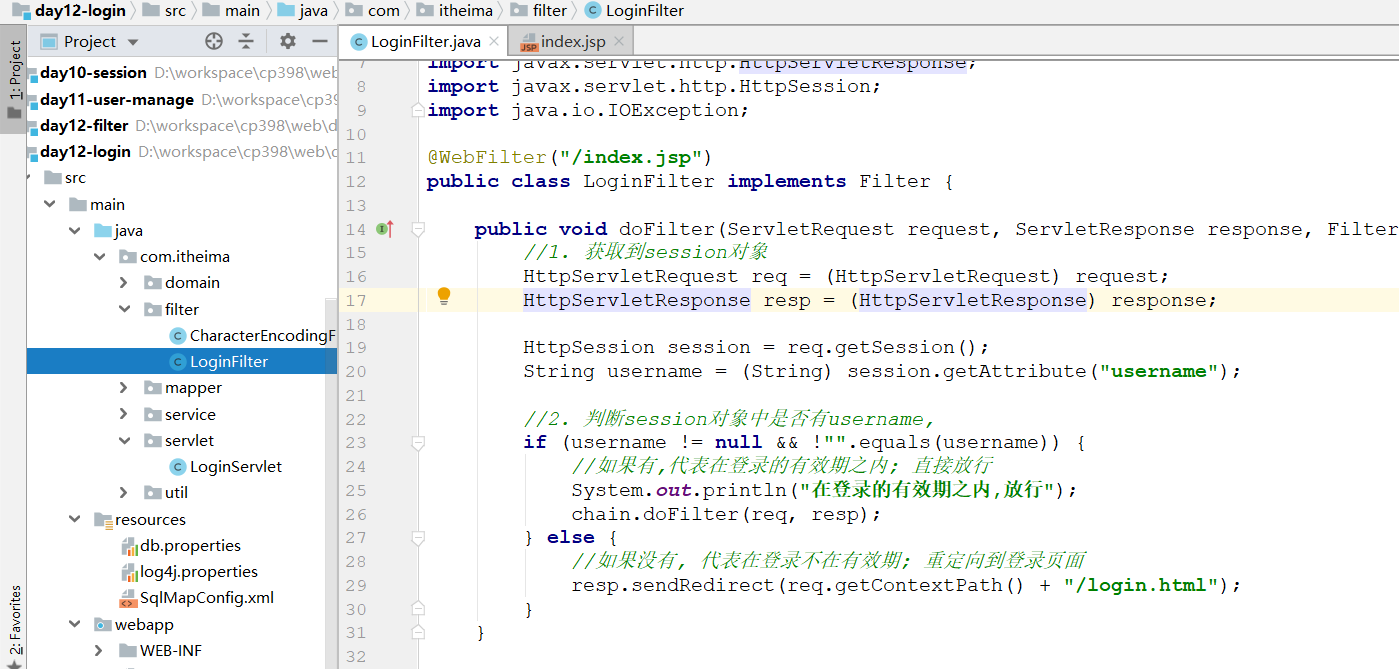 day12-login src main java com itheima filter LoginFilter
1: Project
Project
LoginFilter.java index.jsp
day10-session D:\workspace\cp398\web
day11-user-manage D:\workspace\cp39
day12-filter D:\workspace\cp398\web\d
day12-login D:\workspace\cp398\web\d
src
main
java
com.itheima
domain
filter
CharacterEncodingF
LoginFilter
mapper
service
servlet
LoginServlet
util
resources
db.properties
log4j.properties
SqlMapConfig.xml
webapp
WEB-INF
2: Favorites
7 import javax.servlet.http.HttpServletResponse;
8 import javax.servlet.http.HttpSession;
9 import java.io.IOException;
10
11 @WebFilter("/index.jsp")
12 public class LoginFilter implements Filter {
13
14 public void doFilter(ServletRequest request, ServletResponse response, Filter
15 //1. 获取到session对象
16 HttpServletRequest req = (HttpServletRequest) request;
17 HttpServletResponse resp = (HttpServletResponse) response;
18
19 HttpSession session = req.getSession();
20 String username = (String) session.getAttribute("username");
21
22 //2. 判断session对象中是否有username,
23 if (username != null && !"".equals(username)) {
24 //如果有,代表在登录的有效期之内; 直接放行
25 System.out.println("在登录的有效期之内,放行");
26 chain.doFilter(req, resp);
27 } else {
28 //如果没有, 代表在登录不在有效期; 重定向到登录页面
29 resp.sendRedirect(req.getContextPath() + "/login.html");
30 }
31 }
32